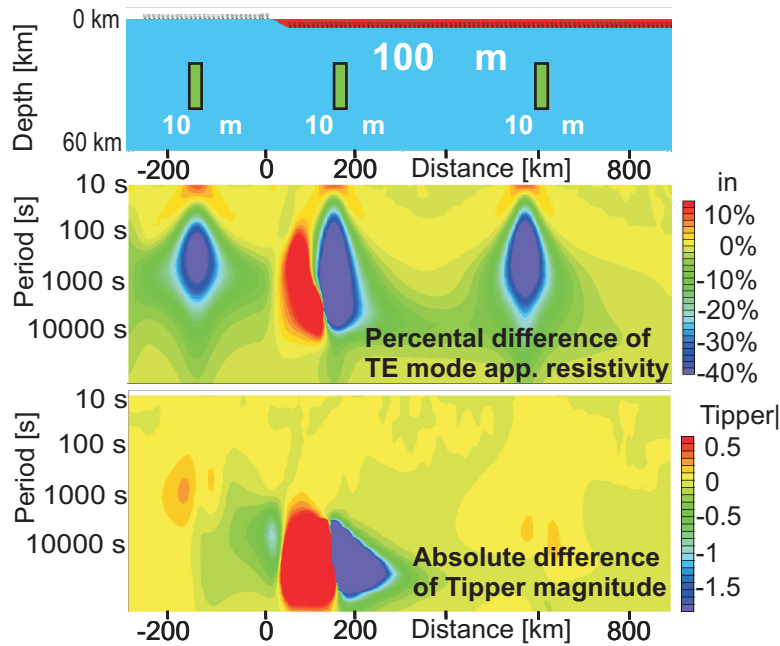 0 km
100 m
Depth [km]
10 m
10 m
10 m
60 km
-200
0
200
Distance [km]
800
10 s
100 s
1000 s
10000 s
Period [s]
Percental difference of
TE mode app. resistivity
in
10%
0%
-10%
-20%
-30%
-40%
10 s
100 s
1000 s
10000 s
Period [s]
Absolute difference
of Tipper magnitude
Tipper|
0.5
0
-0.5
-1
-1.5
-200
0
200
Distance [km]
800